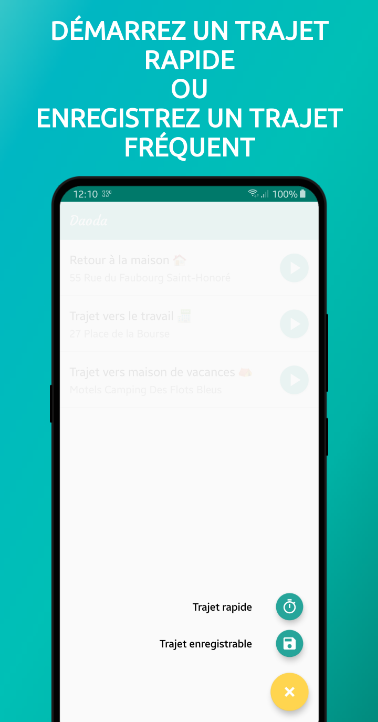 DÉMARREZ UN TRAJET
RAPIDE
OU
ENREGISTREZ UN TRAJET
FRÉQUENT
12:10
100%
Retour à la maison
55 Rue du Faubourg Saint-Honoré
Trajet vers le travail
27 Place de la Bourse
Trajet vers maison de vacances
Motels Camping Des Flots Bleus
Trajet rapide
Trajet enregistrable